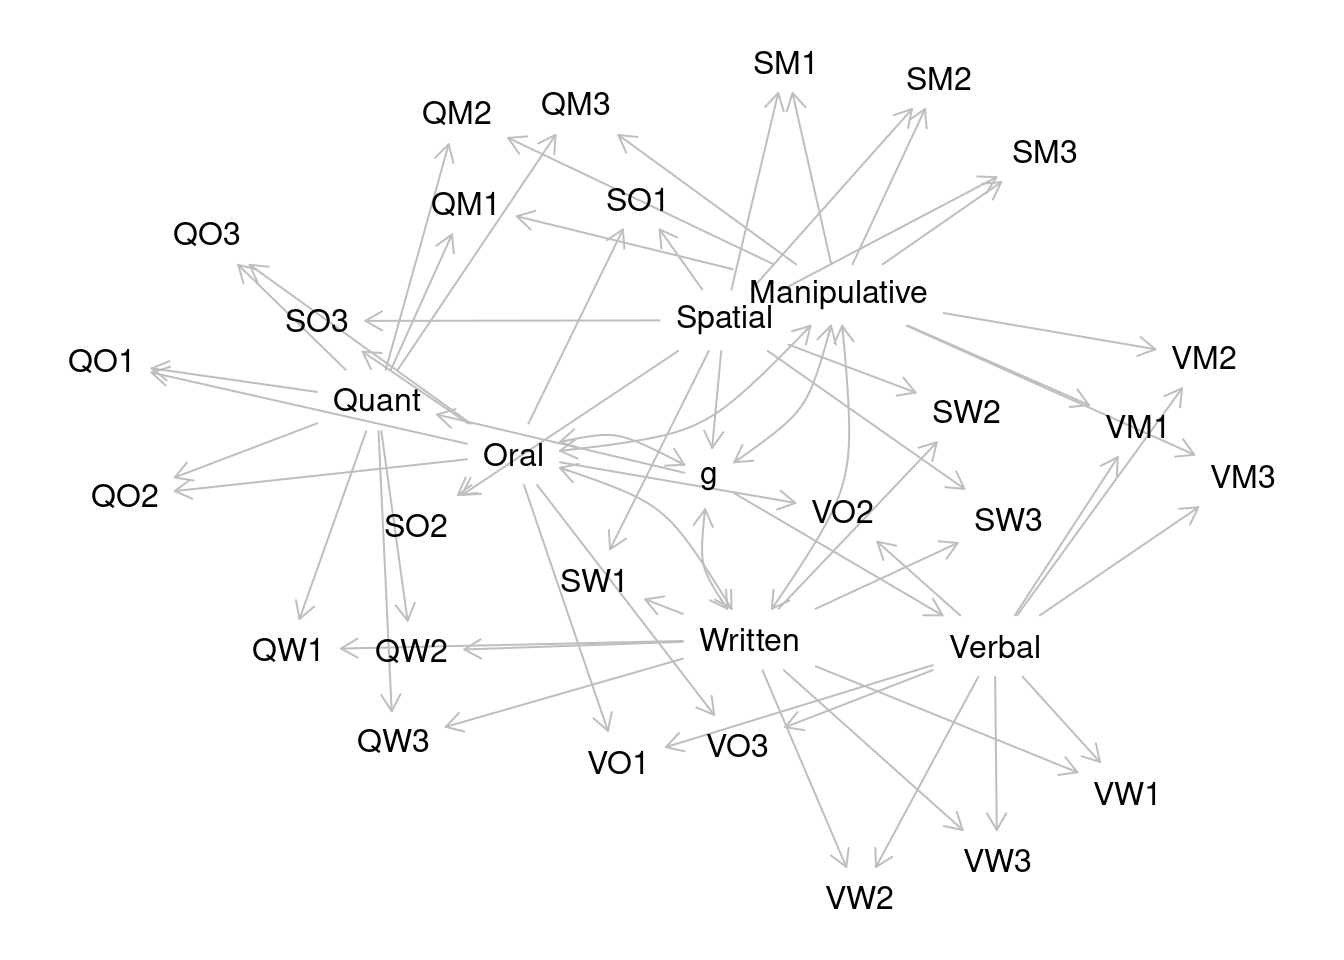 SM1
SM2
QM3
QM2
SM3
SO1
QM1
QO3
Manipulative
Spatial
SO3
VM2
QO1
Quant
SW2
VM1
Oral
g
VM3
QO2
VO2
SW3
SO2
SW1
Written
Verbal
QW1
QW2
QW3
VO3
VO1
VW1
VW3
VW2